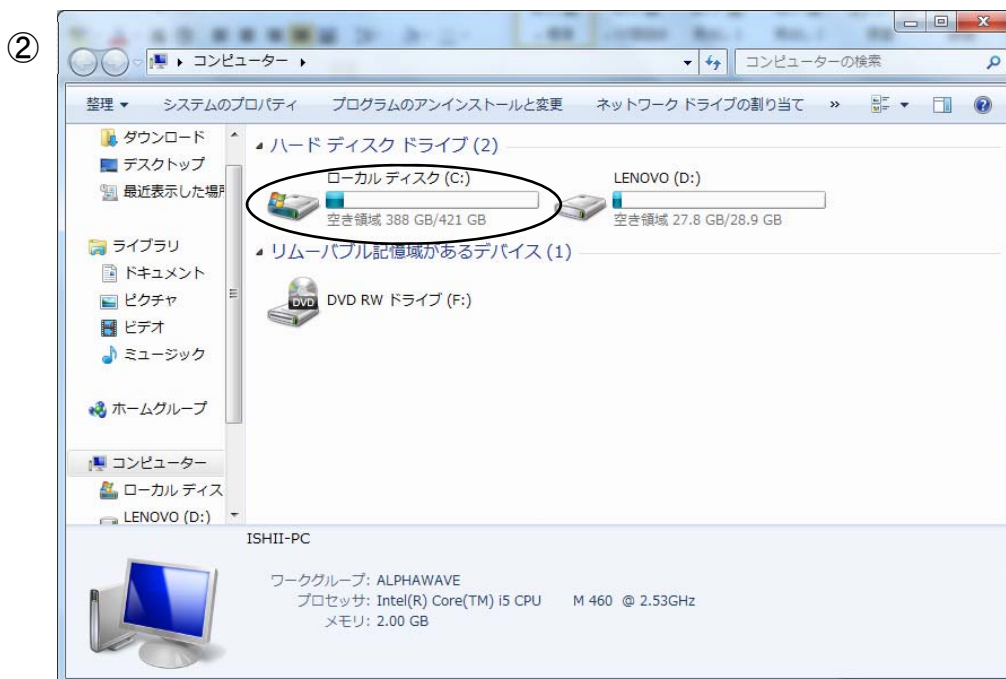 ②
コンピューター
コンピューターの検索
整理 システムのプロパティ プログラムのアンインストールと変更 ネットワーク ドライブの割り当て »
ダウンロード
デスクトップ
最近表示した場所
ライブラリ
ドキュメント
ピクチャ
ビデオ
ミュージック
ホームグループ
コンピューター
ローカル ディス
LENOVO (D:)
ハード ディスク ドライブ (2)
ローカル ディスク (C:)
空き領域 388 GB/421 GB
LENOVO (D:)
空き領域 27.8 GB/28.9 GB
リムーバブル記憶域があるデバイス (1)
DVD
DVD RW ドライブ (F:)
ISHII-PC
ワークグループ: ALPHAWAVE
プロセッサ: Intel(R) Core(TM) i5 CPU M 460 @ 2.53GHz
メモリ: 2.00 GB